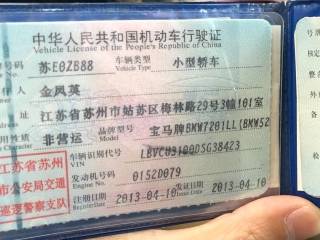 中华人民共和国机动车行驶证
Vehicle License of the People's Republic of China
苏E0ZB88 车辆类型 小型轿车
Vehicle Type
金凤英
江苏省苏州市姑苏区梅林路29号3幢101室
非营运 品牌型号 宝马牌BMW7201LL(BMW52
江苏省苏州 车辆识别代号
VIN
市公安局交通 发动机号码 0152D079
Engine No.
巡逻警察支队 注册日期 2013-04-10 发证日期 2013-04-10
Register Date Issue Date